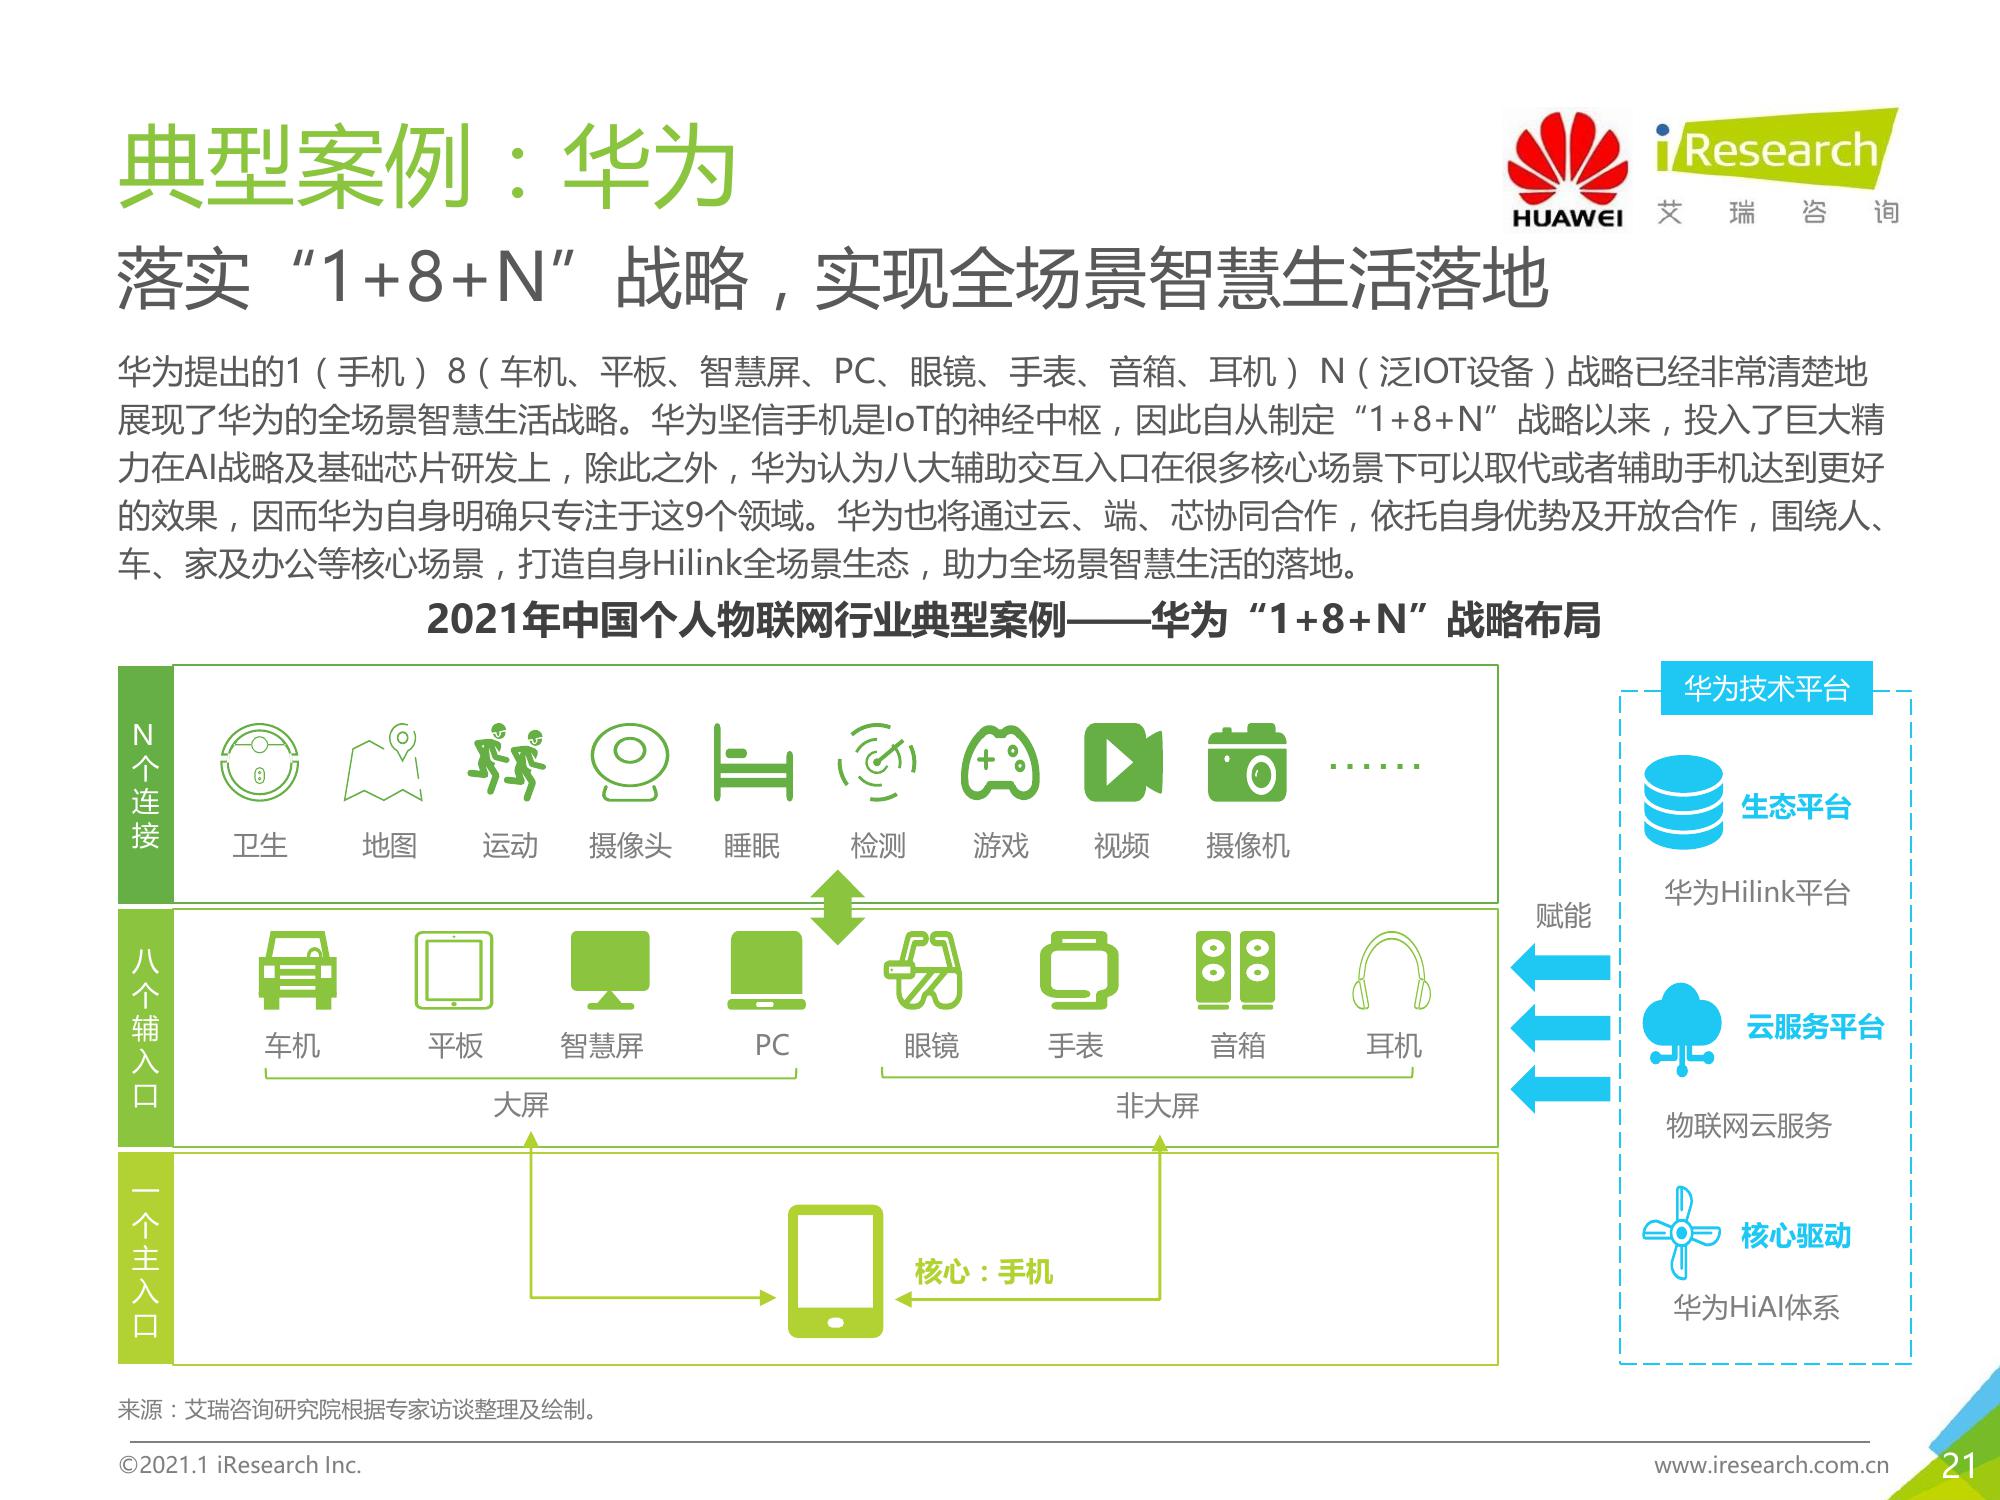 典型案例：华为
HUAWEI
iResearch
艾瑞咨询
落实“1+8+N”战略，实现全场景智慧生活落地
华为提出的1（手机） 8（车机、平板、智慧屏、PC、眼镜、手表、音箱、耳机） N（泛IOT设备）战略已经非常清楚地
展现了华为的全场景智慧生活战略。华为坚信手机是IoT的神经中枢，因此自从制定“1+8+N”战略以来，投入了巨大精
力在AI战略及基础芯片研发上，除此之外，华为认为八大辅助交互入口在很多核心场景下可以取代或者辅助手机达到更好
的效果，因而华为自身明确只专注于这9个领域。华为也将通过云、端、芯协同合作，依托自身优势及开放合作，围绕人、
车、家及办公等核心场景，打造自身Hilink全场景生态，助力全场景智慧生活的落地。
2021年中国个人物联网行业典型案例——华为“1+8+N”战略布局
N个连接
卫生 地图 运动 摄像头 睡眠 检测 游戏 视频 摄像机 ······
八个辅入口
车机 平板 智慧屏 PC 眼镜 手表 音箱 耳机
大屏 非大屏
一个主入口
核心：手机
赋能
华为技术平台
生态平台
华为Hilink平台
云服务平台
物联网云服务
核心驱动
华为HiAI体系
来源：艾瑞咨询研究院根据专家访谈整理及绘制。
©2021.1 iResearch Inc.
www.iresearch.com.cn
21